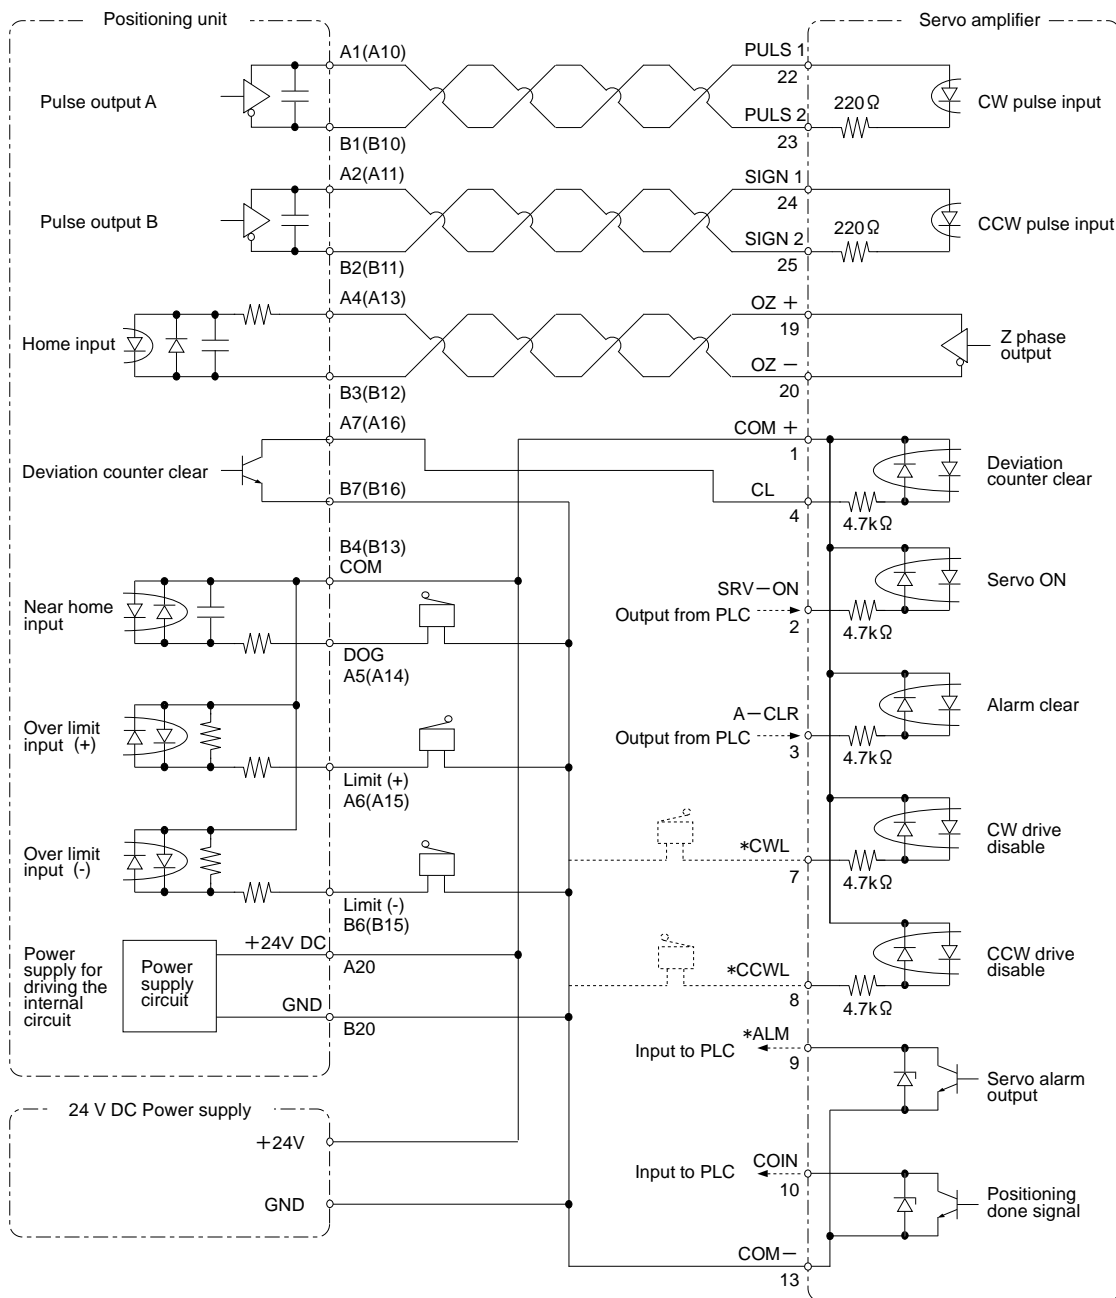 Positioning unit
Servo amplifier
A1(A10)
PULS 1
22
Pulse output A
220Ω
CW pulse input
PULS 2
B1(B10)
23
A2(A11)
SIGN 1
24
Pulse output B
220Ω
CCW pulse input
SIGN 2
B2(B11)
25
A4(A13)
OZ +
19
Home input
Z phase
output
OZ −
B3(B12)
20
A7(A16)
COM +
1
Deviation counter clear
Deviation
counter clear
B7(B16)
CL
4
4.7kΩ
B4(B13)
COM
Near home
input
SRV−ON
Output from PLC
2
4.7kΩ
Servo ON
DOG
A5(A14)
Over limit
input (+)
A−CLR
Output from PLC
3
4.7kΩ
Alarm clear
Limit (+)
A6(A15)
Over limit
input (-)
*CWL
7
4.7kΩ
CW drive
disable
Limit (-)
B6(B15)
Power
supply for
driving the
internal
circuit
Power
supply
circuit
+24V DC
A20
GND
B20
*CCWL
8
4.7kΩ
CCW drive
disable
*ALM
Input to PLC
9
Servo alarm
output
24 V DC Power supply
+24V
COIN
Input to PLC
10
GND
Positioning
done signal
COM−
13